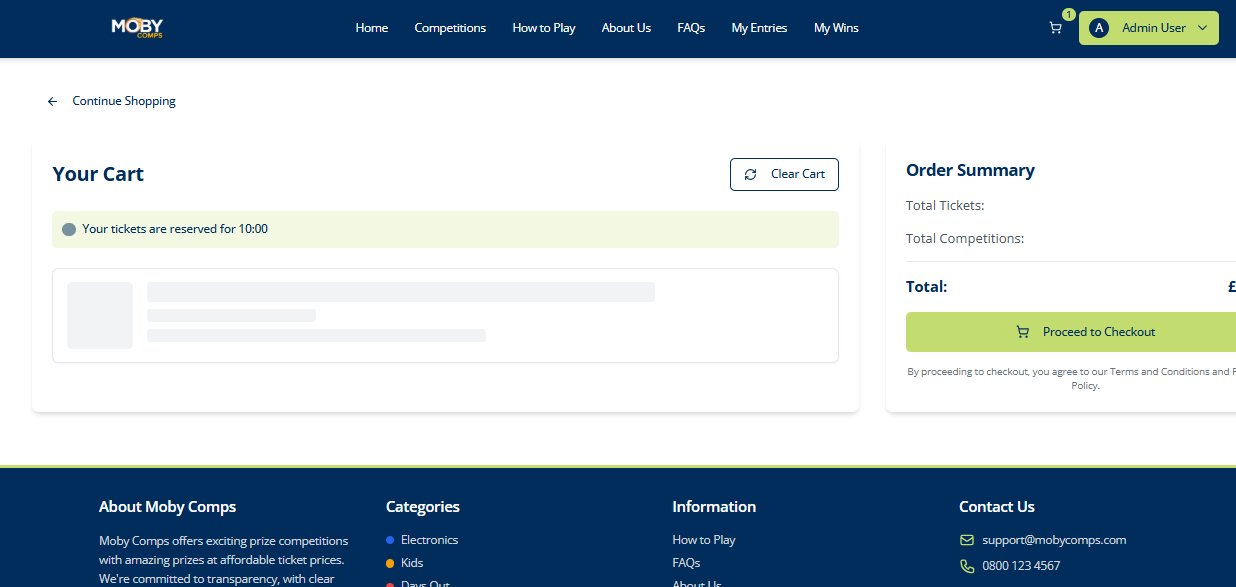 MOBY
COMPS
Home
Competitions
How to Play
About Us
FAQs
My Entries
My Wins
1
A
Admin User
Continue Shopping
Your Cart
Clear Cart
Your tickets are reserved for 10:00
Order Summary
Total Tickets:
Total Competitions:
Total:
£
Proceed to Checkout
By proceeding to checkout, you agree to our Terms and Conditions and
Policy.
About Moby Comps
Moby Comps offers exciting prize competitions
with amazing prizes at affordable ticket prices.
We're committed to transparency, with clear
Categories
Electronics
Kids
Days Out
Information
How to Play
FAQs
About Us
Contact Us
support@mobycomps.com
0800 123 4567